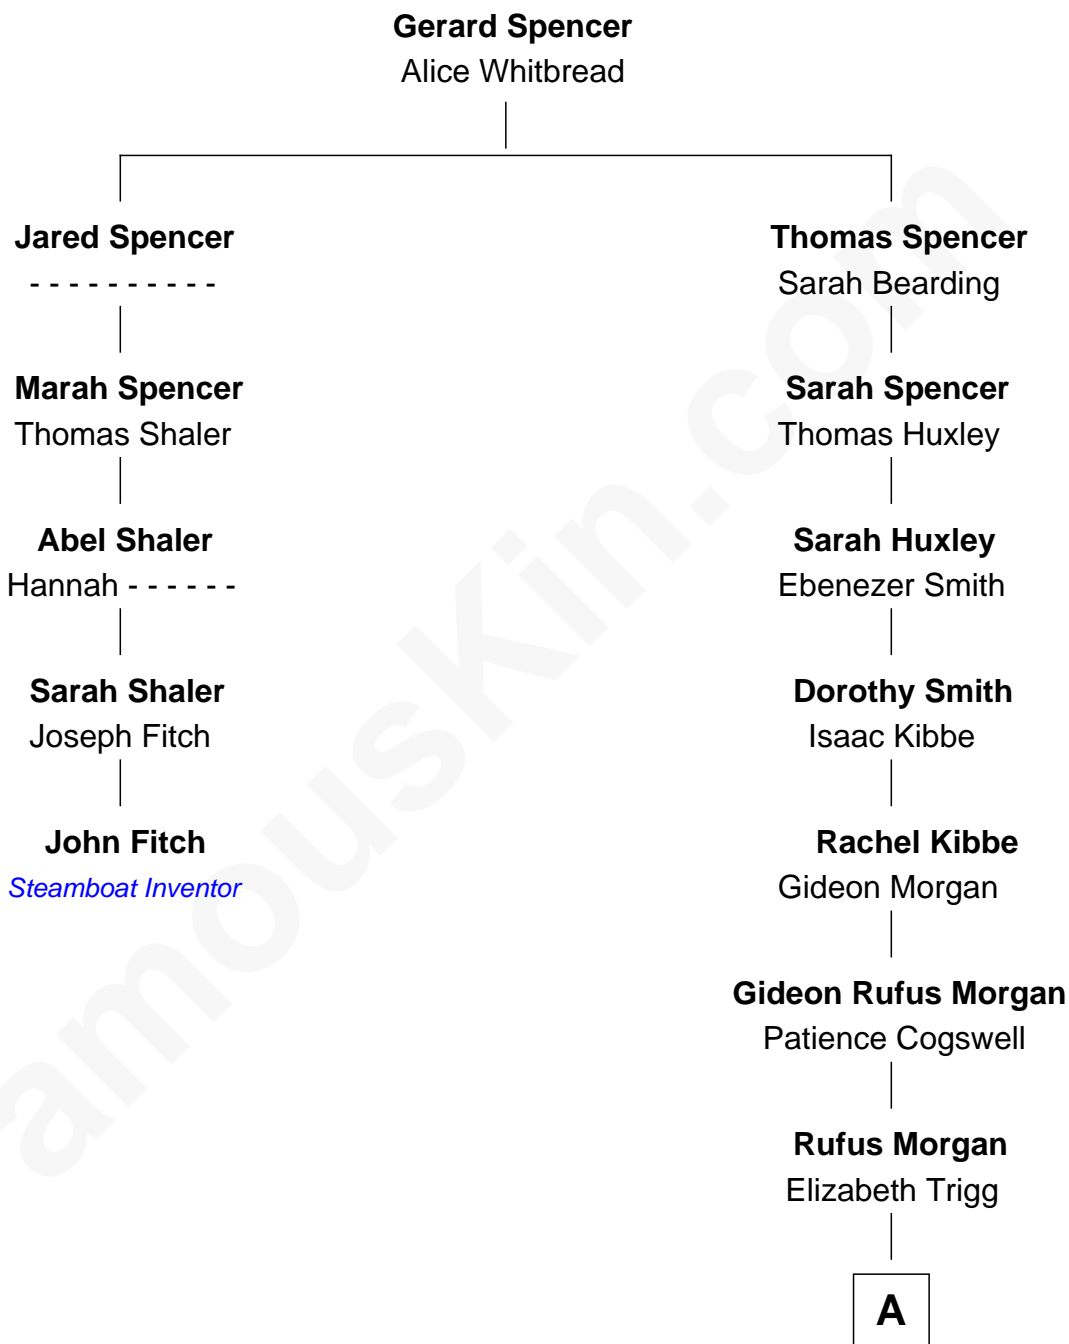 Gerard Spencer
Alice Whitbread
Jared Spencer
- - - - - - - - - -
Marah Spencer
Thomas Shaler
Abel Shaler
Hannah - - - - - -
Sarah Shaler
Joseph Fitch
John Fitch
Steamboat Inventor
Thomas Spencer
Sarah Bearding
Sarah Spencer
Thomas Huxley
Sarah Huxley
Ebenezer Smith
Dorothy Smith
Isaac Kibbe
Rachel Kibbe
Gideon Morgan
Gideon Rufus Morgan
Patience Cogswell
Rufus Morgan
Elizabeth Trigg
A
amouskin.com